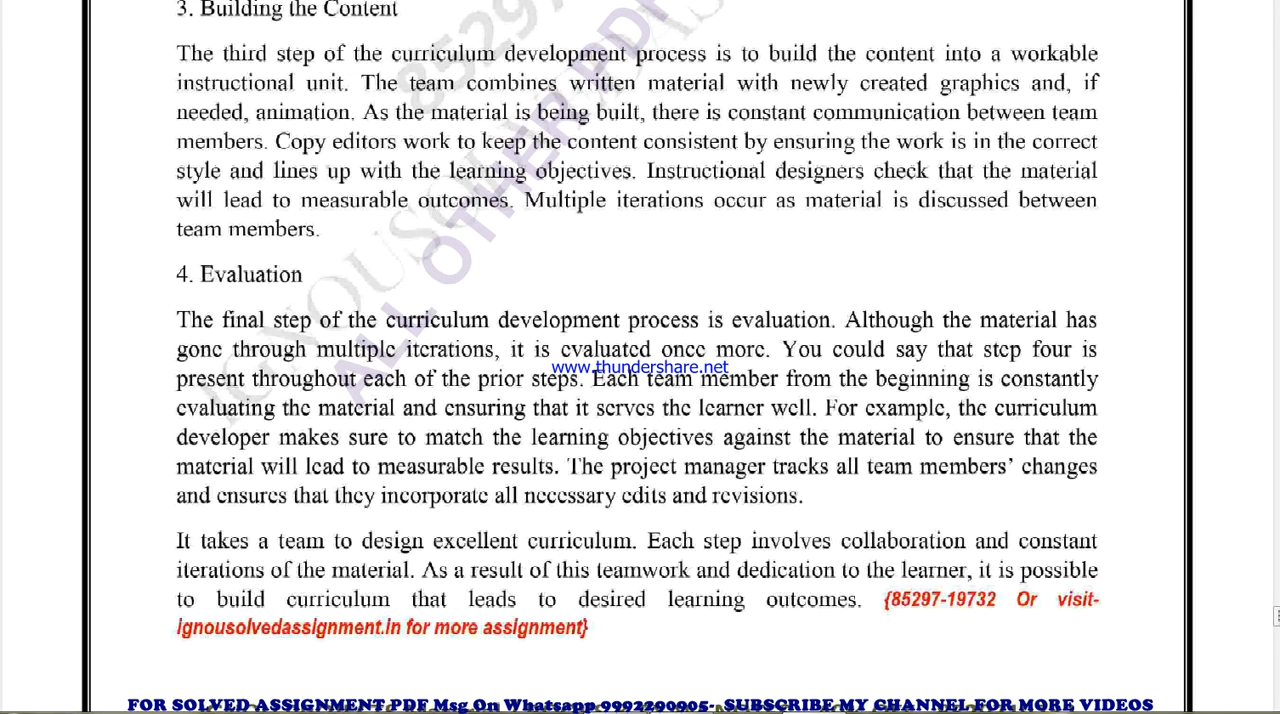 3. Building the Content
The third step of the curriculum development process is to build the content into a workable
instructional unit. The team combines written material with newly created graphics and, if
needed, animation. As the material is being built, there is constant communication between team
members. Copy editors work to keep the content consistent by ensuring the work is in the correct
style and lines up with the learning objectives. Instructional designers check that the material
will lead to measurable outcomes. Multiple iterations occur as material is discussed between
team members.
4. Evaluation
The final step of the curriculum development process is evaluation. Although the material has
gone through multiple iterations, it is evaluated once more. You could say that step four is
www.thundershare.net
present throughout each of the prior steps. Each team member from the beginning is constantly
evaluating the material and ensuring that it serves the learner well. For example, the curriculum
developer makes sure to match the learning objectives against the material to ensure that the
material will lead to measurable results. The project manager tracks all team members’ changes
and ensures that they incorporate all necessary edits and revisions.
It takes a team to design excellent curriculum. Each step involves collaboration and constant
iterations of the material. As a result of this teamwork and dedication to the learner, it is possible
to build curriculum that leads to desired learning outcomes. {85297-19732 Or visit-
ignousolvedassignment.in for more assignment}
FOR SOLVED ASSIGNMENT PDF Msg On Whatsapp 9992290905- SUBSCRIBE MY CHANNEL FOR MORE VIDEOS
85297
ALL OTHER PD